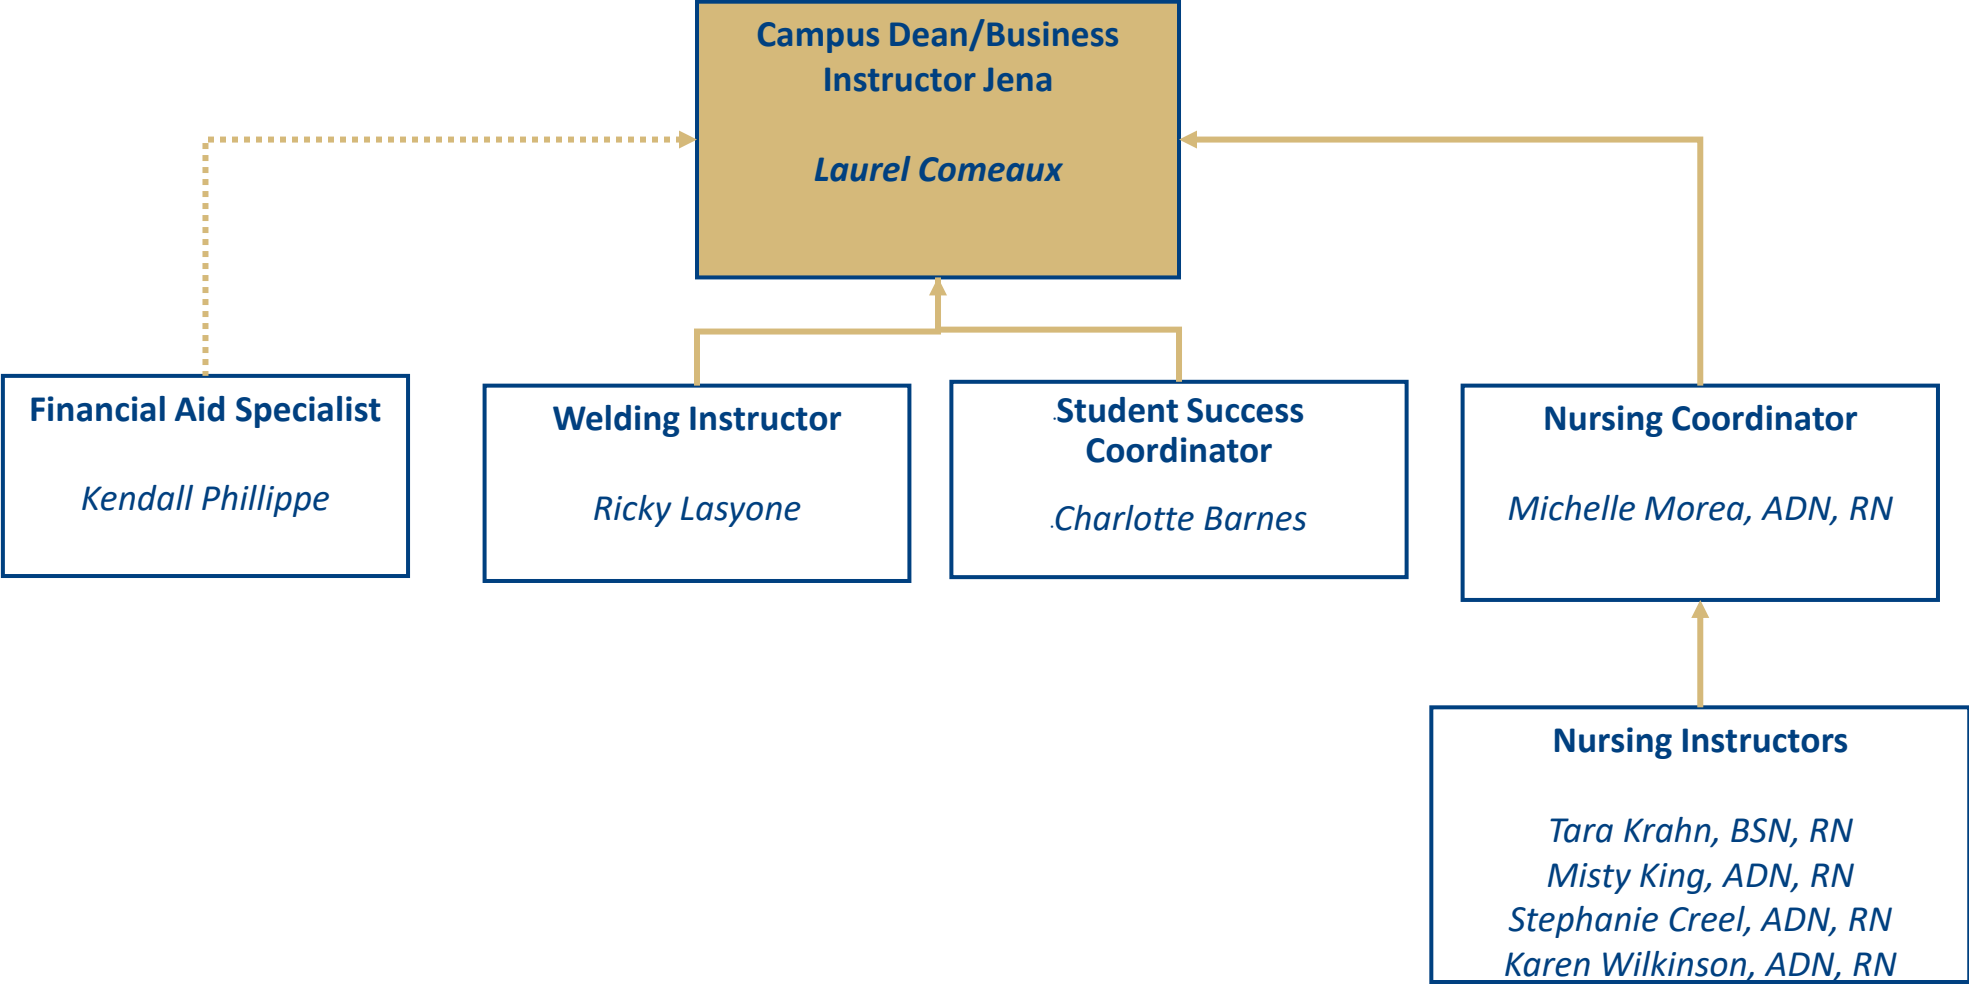 Campus Dean/Business
Instructor Jena
Laurel Comeaux
Financial Aid Specialist
Kendall Phillippe
Welding Instructor
Ricky Lasyone
.Student Success
Coordinator
.Charlotte Barnes
Nursing Coordinator
Michelle Morea, ADN, RN
Nursing Instructors
Tara Krahn, BSN, RN
Misty King, ADN, RN
Stephanie Creel, ADN, RN
Karen Wilkinson, ADN, RN